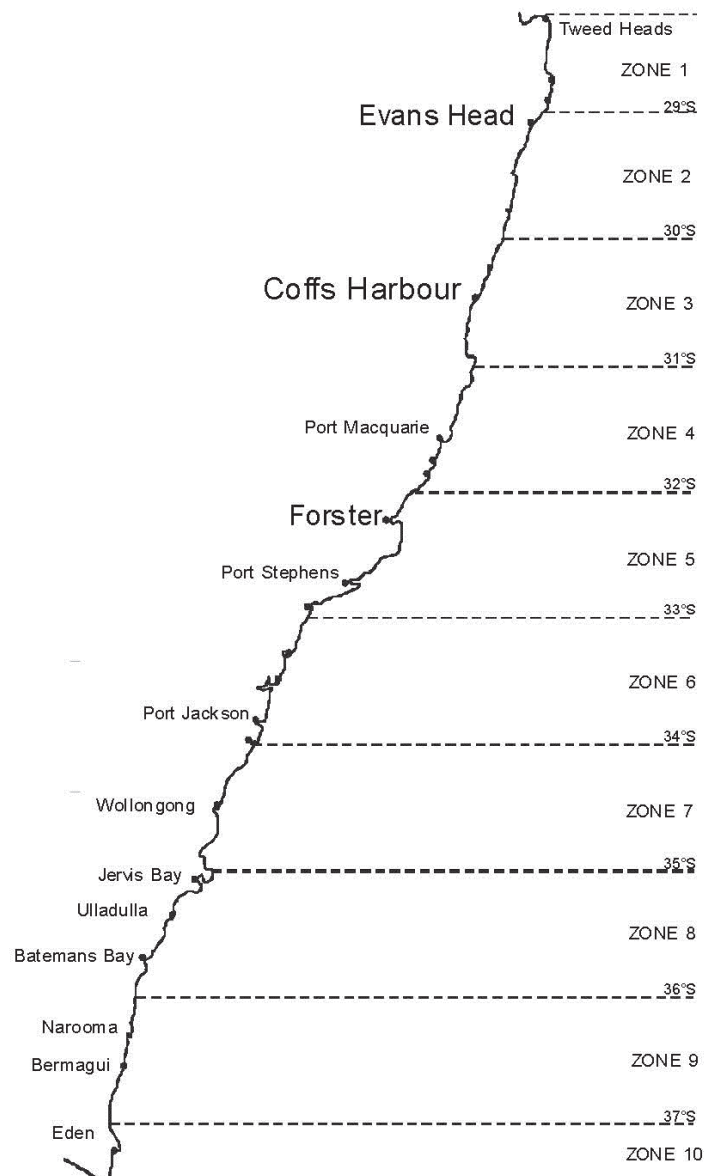 Tweed Heads
ZONE 1
29°S
Evans Head
ZONE 2
30°S
Coffs Harbour
ZONE 3
31°S
Port Macquarie
ZONE 4
32°S
Forster
ZONE 5
Port Stephens
33°S
ZONE 6
Port Jackson
34°S
Wollongong
ZONE 7
35°S
Jervis Bay
Ulladulla
ZONE 8
Batemans Bay
36°S
Narooma
ZONE 9
Bermagui
37°S
Eden
ZONE 10